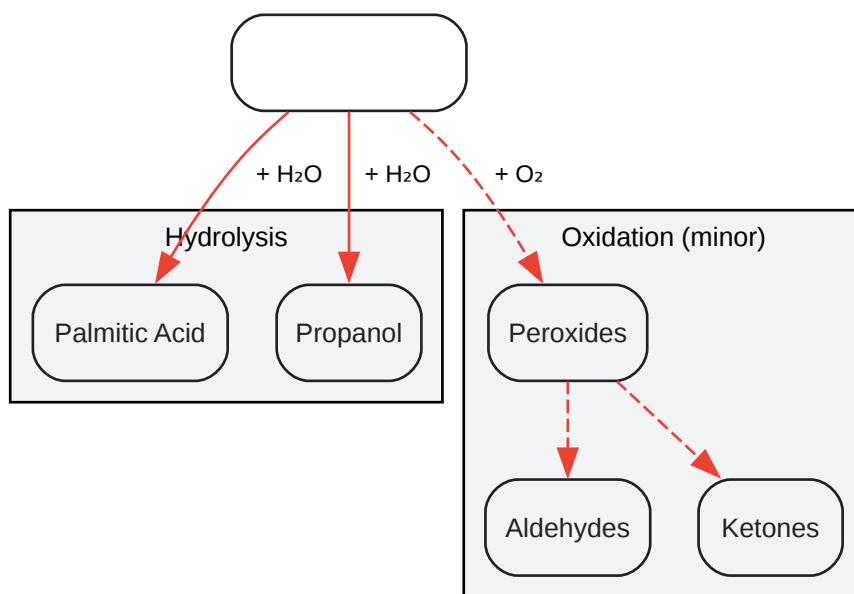 + H₂O
+ H₂O
+ O₂
Hydrolysis
Oxidation (minor)
Palmitic Acid
Propanol
Peroxides
Aldehydes
Ketones